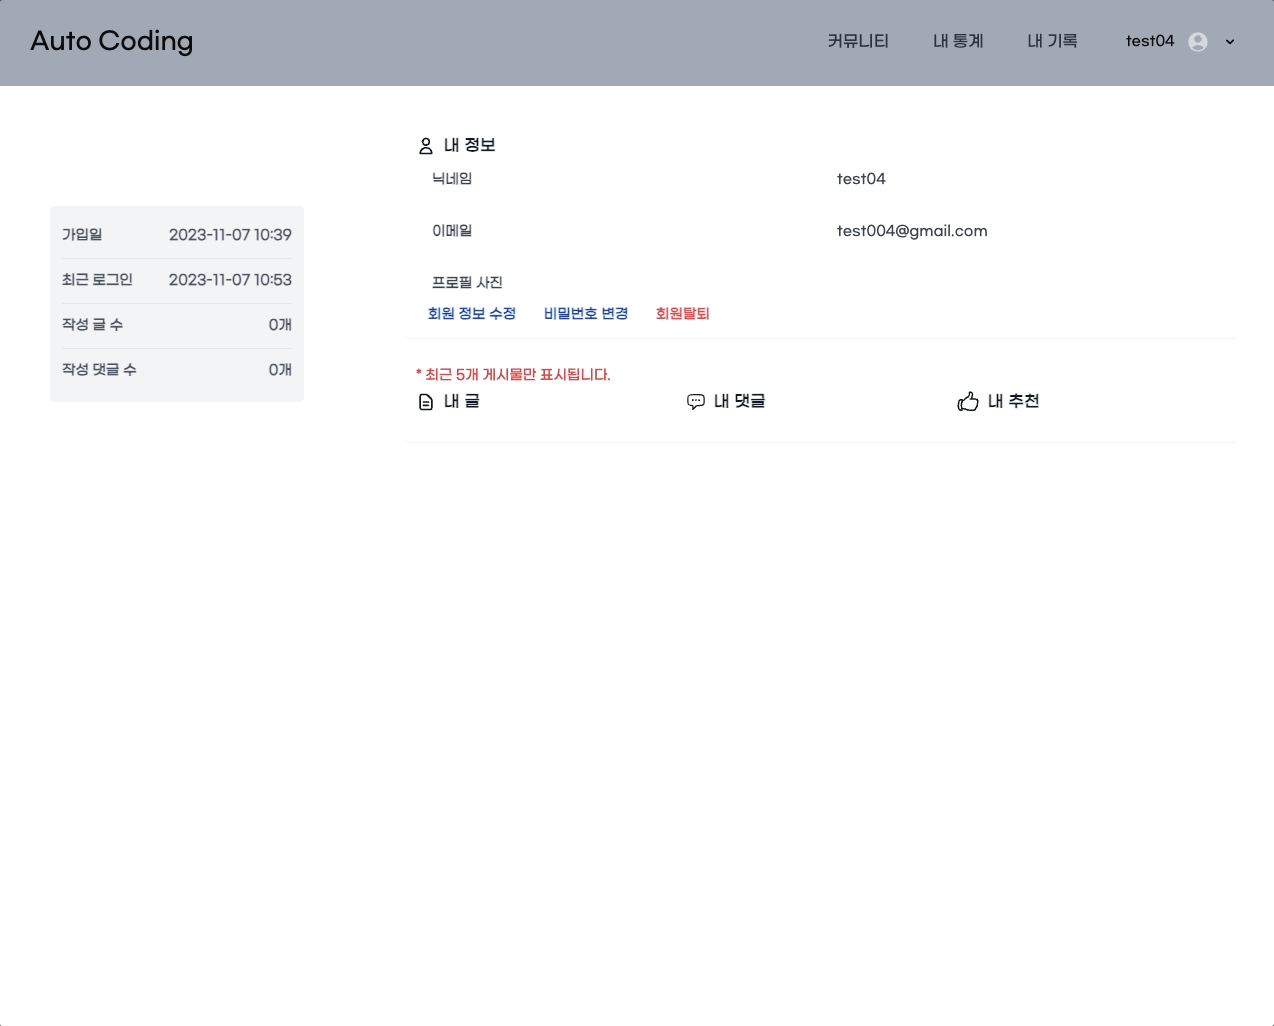 Auto Coding
커뮤니티 내 통계 내 기록 test04
가입일 2023-11-07 10:39
최근 로그인 2023-11-07 10:53
작성 글 수 0개
작성 댓글 수 0개
내 정보
닉네임 test04
이메일 test004@gmail.com
프로필 사진
회원 정보 수정 비밀번호 변경 회원탈퇴
* 최근 5개 게시물만 표시됩니다.
내 글 내 댓글 내 추천